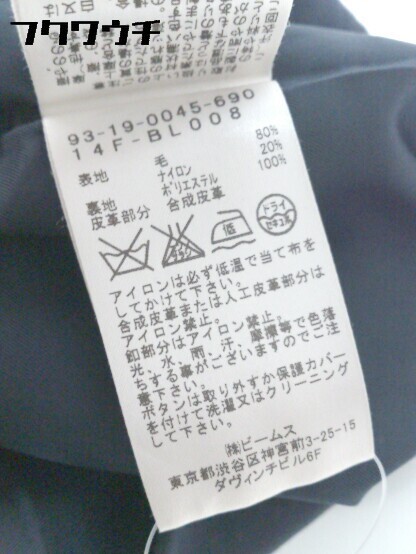 フクウクチ
93-19-0045-690
14F-BL008
表地 毛 80%
ナイロン 20%
裏地 ポリエステル 100%
皮革部分 合成皮革
低
ドライ
セキユ系
アイロンは必ず低温で当て布を
してかけて下さい。
合成皮革または人工皮革部分は
アイロン禁止。
釦部分はアイロン禁止。
光、水、雨、汗、摩擦等で色落
ちする事がございますのでご注
意下さい。
ボタンは取り外すか保護カバー
を付けて洗濯又はクリーニング
して下さい。
㈱ビームス
東京都渋谷区神宮前3-25-15
ダヴィンチビル6F